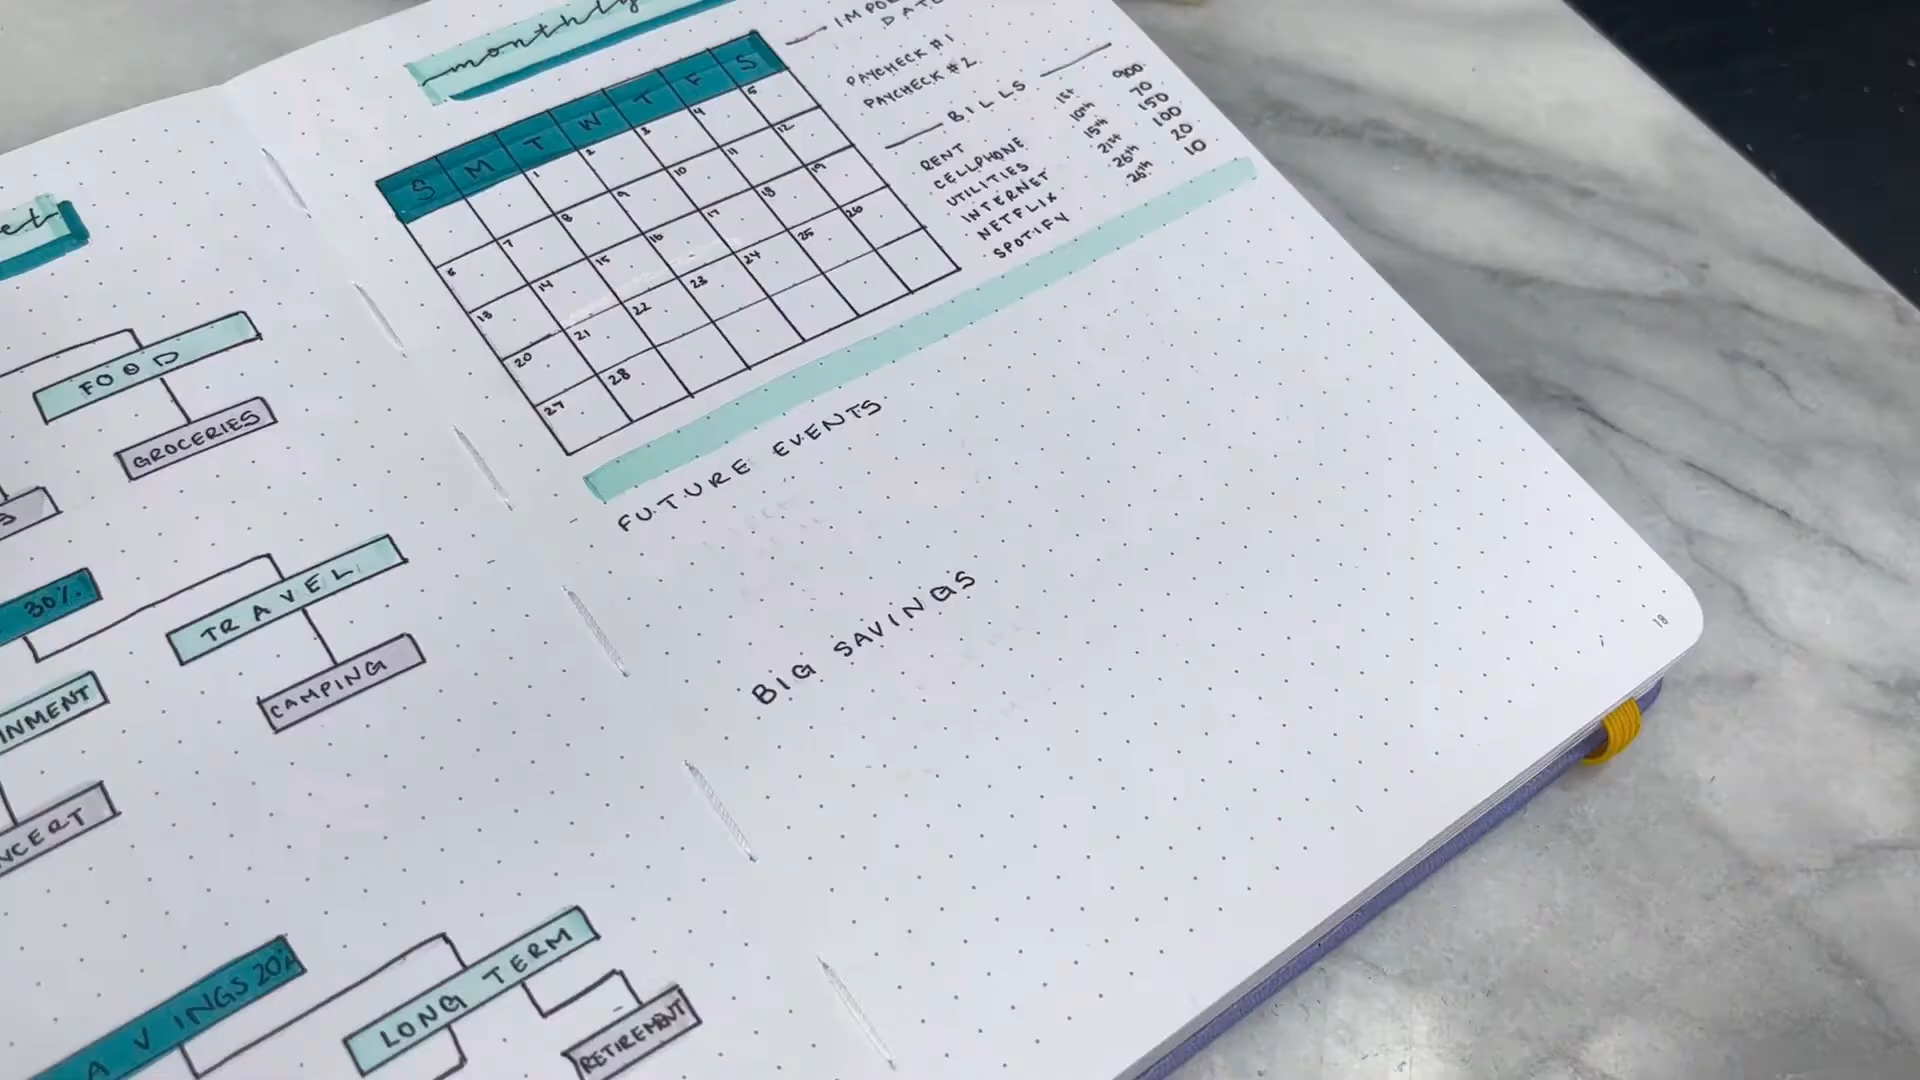 monthly
S M T W T F S
1 2 3 4 5
6 7 8 9 10 11 12
13 14 15 16 17 18 19
20 21 22 23 24 25 26
27 28
PAYCHECK #1
PAYCHECK #2
BILLS
RENT 1st 900
CELLPHONE 10th 70
UTILITIES 15th 150
INTERNET 21st 100
NETFLIX 26th 20
SPOTIFY 26th 10
FUTURE EVENTS
BIG SAVINGS
18
FOOD
GROCERIES
30%
TRAVEL
CAMPING
AVINGS 20%
LONG TERM
RETIREMENT